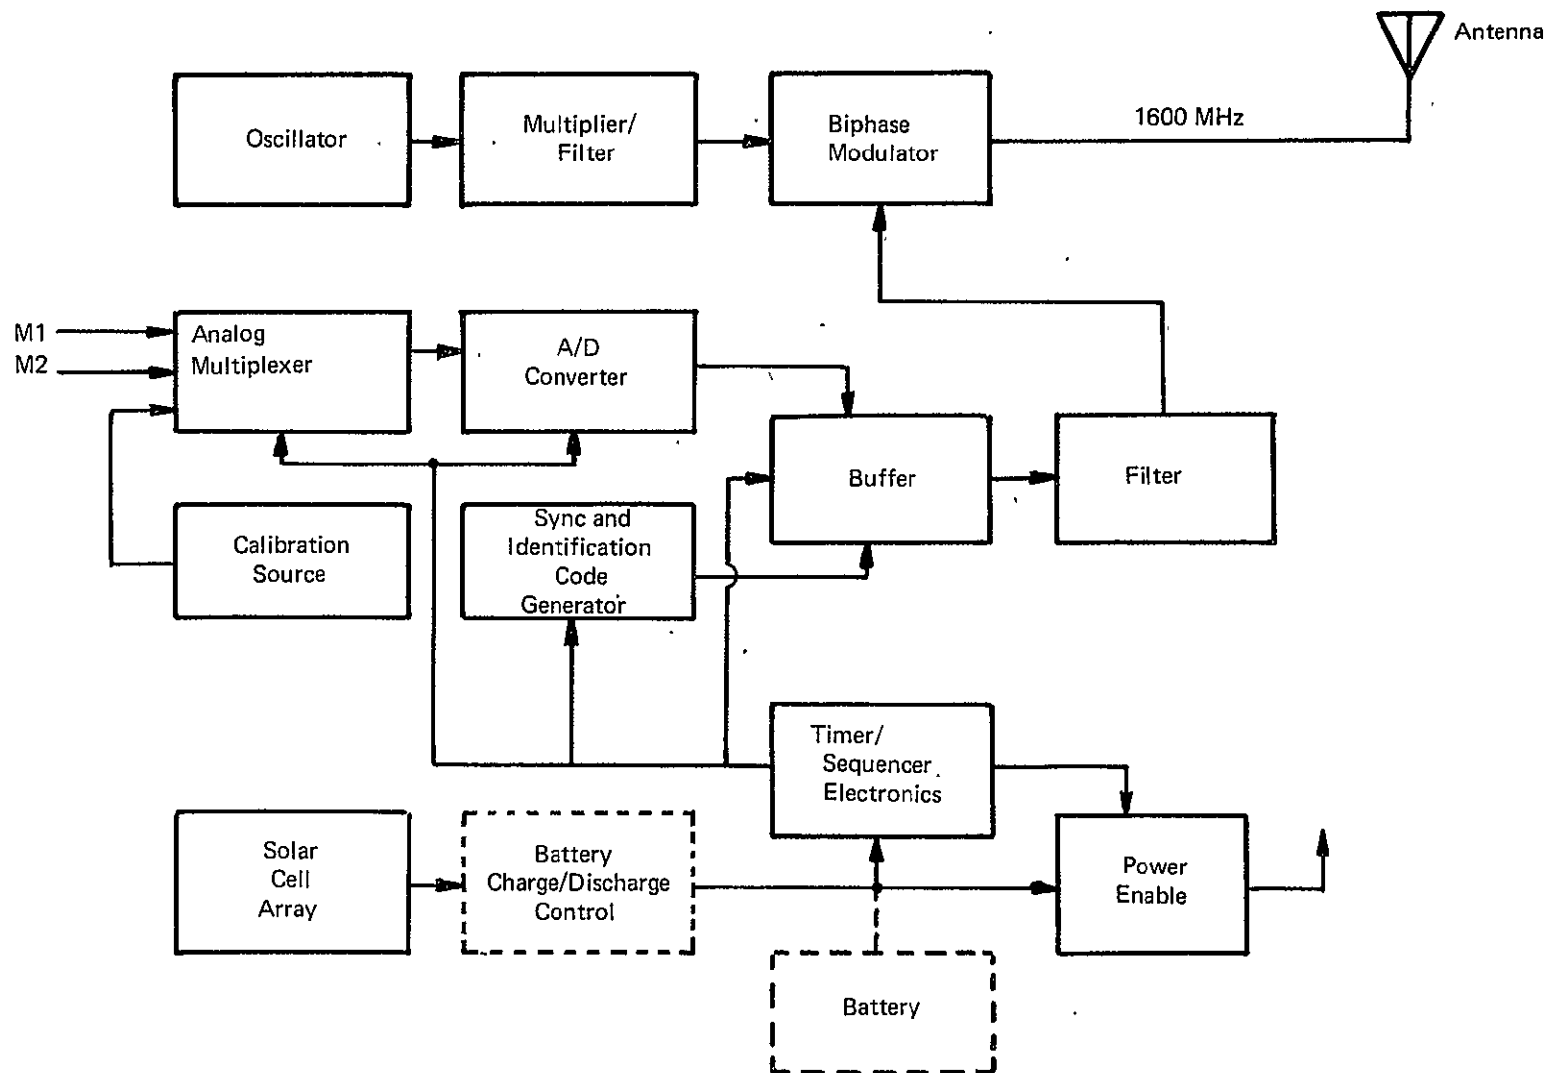 Antenna
Oscillator
Multiplier/
Filter
Biphase
Modulator
1600 MHz
M1
M2
Analog
Multiplexer
A/D
Converter
Buffer
Filter
Calibration
Source
Sync and
Identification
Code
Generator
Timer/
Sequencer
Electronics
Solar
Cell
Array
Battery
Charge/Discharge
Control
Power
Enable
Battery